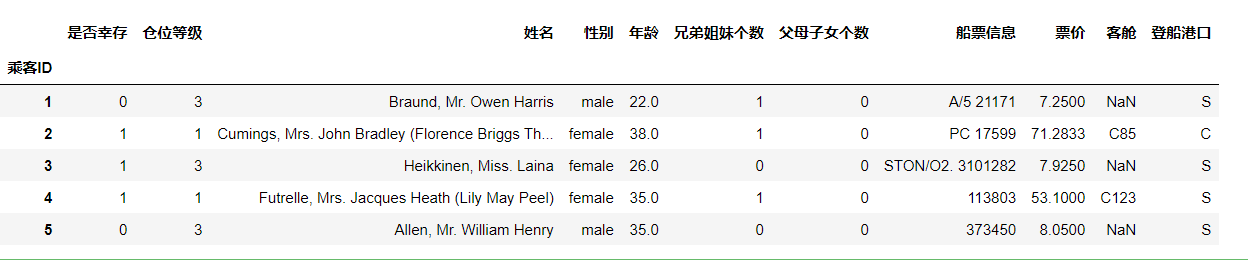 是否幸存 仓位等级 姓名 性别 年龄 兄弟姐妹个数 父母子女个数 船票信息 票价 客舱 登船港口
乘客ID
1 0 3 Braund, Mr. Owen Harris male 22.0 1 0 A/5 21171 7.2500 NaN S
2 1 1 Cumings, Mrs. John Bradley (Florence Briggs Th... female 38.0 1 0 PC 17599 71.2833 C85 C
3 1 3 Heikkinen, Miss. Laina female 26.0 0 0 STON/O2. 3101282 7.9250 NaN S
4 1 1 Futrelle, Mrs. Jacques Heath (Lily May Peel) female 35.0 1 0 113803 53.1000 C123 S
5 0 3 Allen, Mr. William Henry male 35.0 0 0 373450 8.0500 NaN S